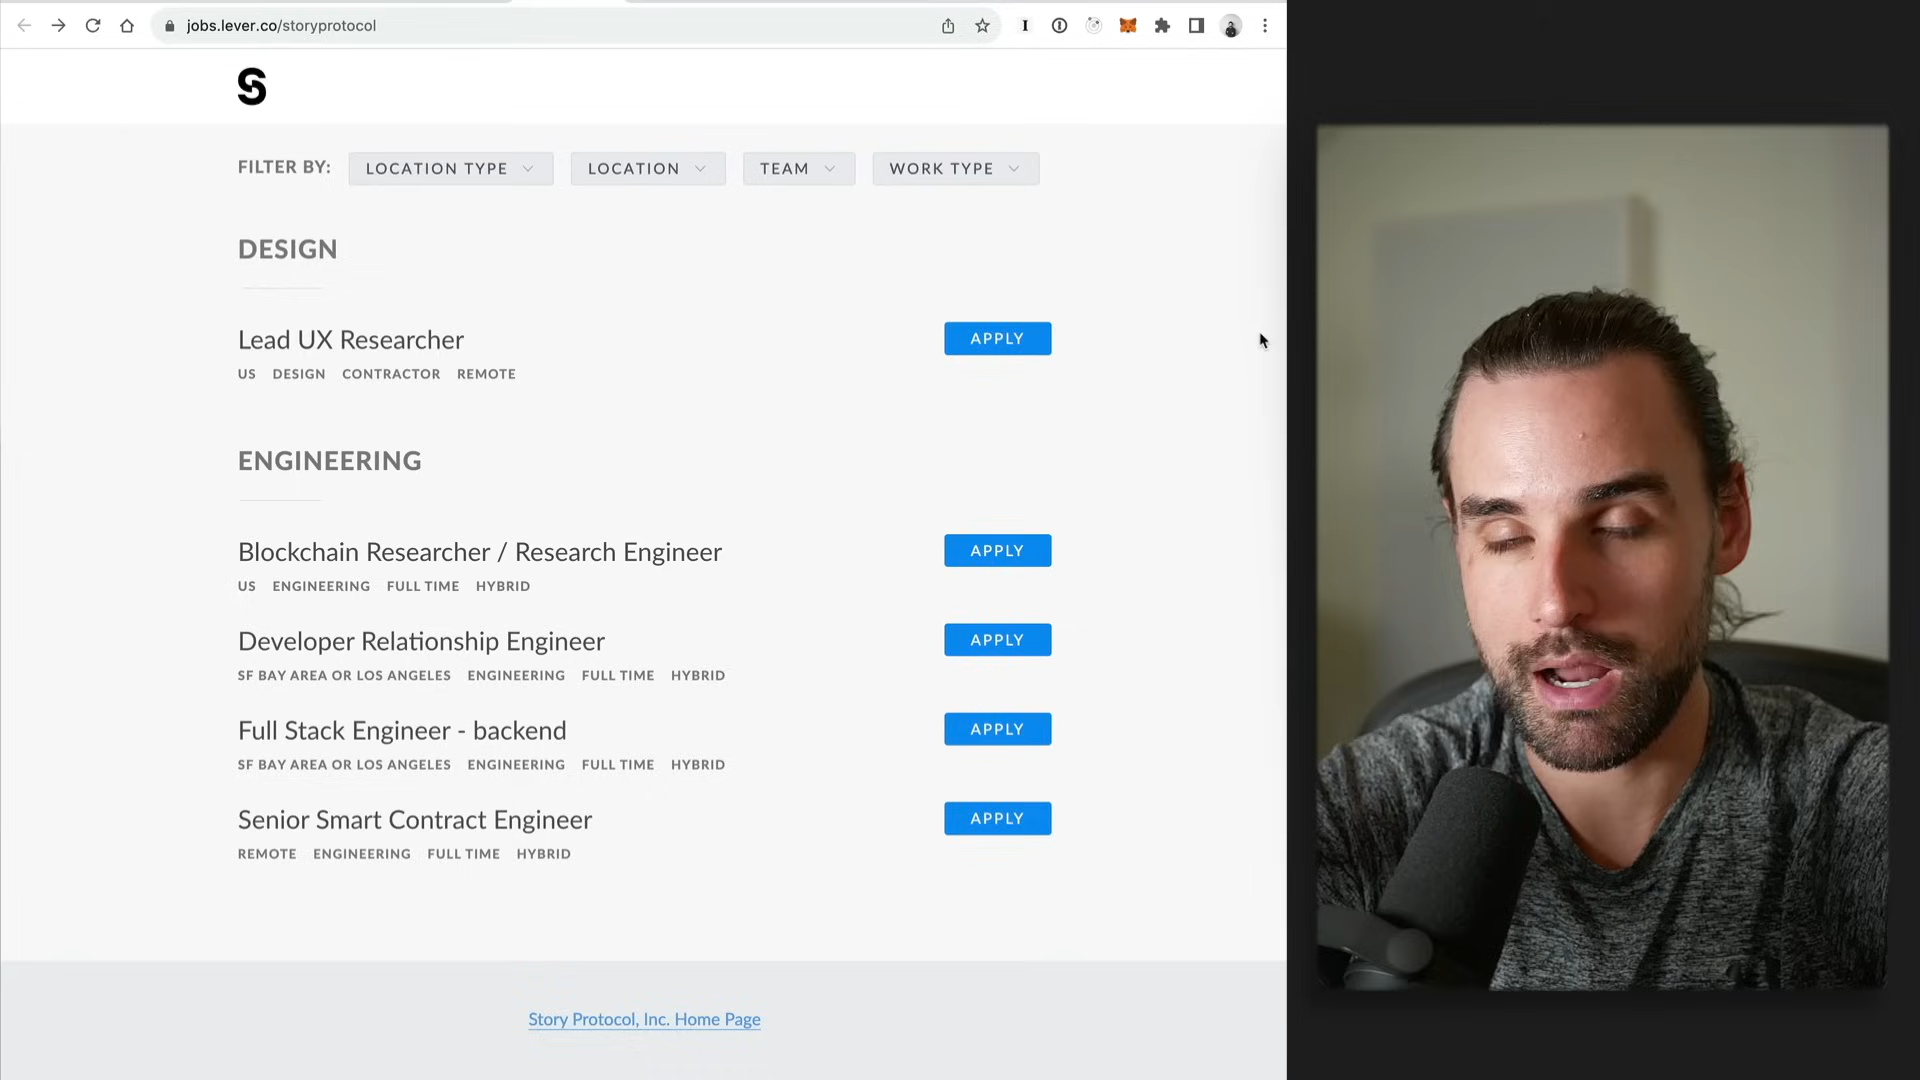 jobs.lever.co/storyprotocol
S
FILTER BY: LOCATION TYPE LOCATION TEAM WORK TYPE
DESIGN
Lead UX Researcher APPLY
US DESIGN CONTRACTOR REMOTE
ENGINEERING
Blockchain Researcher / Research Engineer APPLY
US ENGINEERING FULL TIME HYBRID
Developer Relationship Engineer APPLY
SF BAY AREA OR LOS ANGELES ENGINEERING FULL TIME HYBRID
Full Stack Engineer - backend APPLY
SF BAY AREA OR LOS ANGELES ENGINEERING FULL TIME HYBRID
Senior Smart Contract Engineer APPLY
REMOTE ENGINEERING FULL TIME HYBRID
Story Protocol, Inc. Home Page